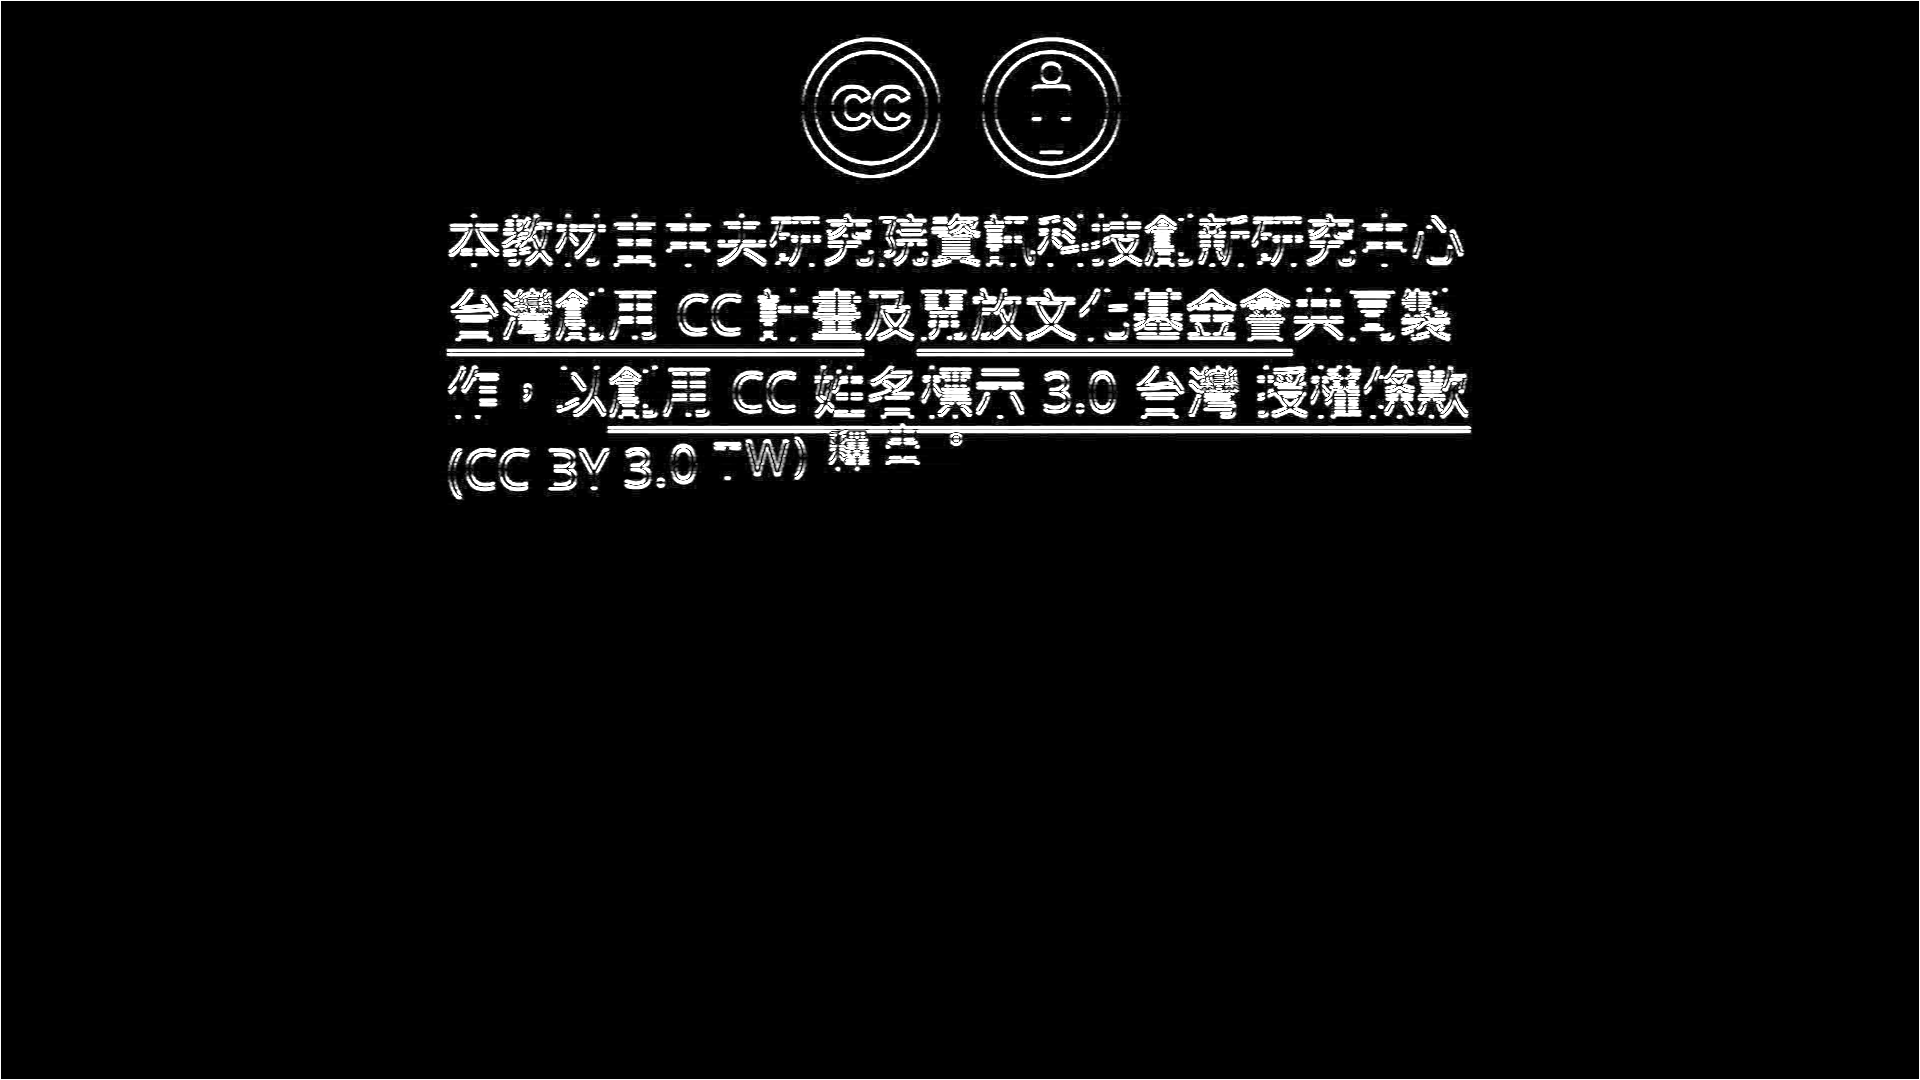 CC
本教材由中央研究院資訊科技創新研究中心
台灣創用 CC 計畫及開放文化基金會共同製
作，以創用 CC 姓名標示 3.0 台灣 授權條款
(CC BY 3.0 TW) 釋出。